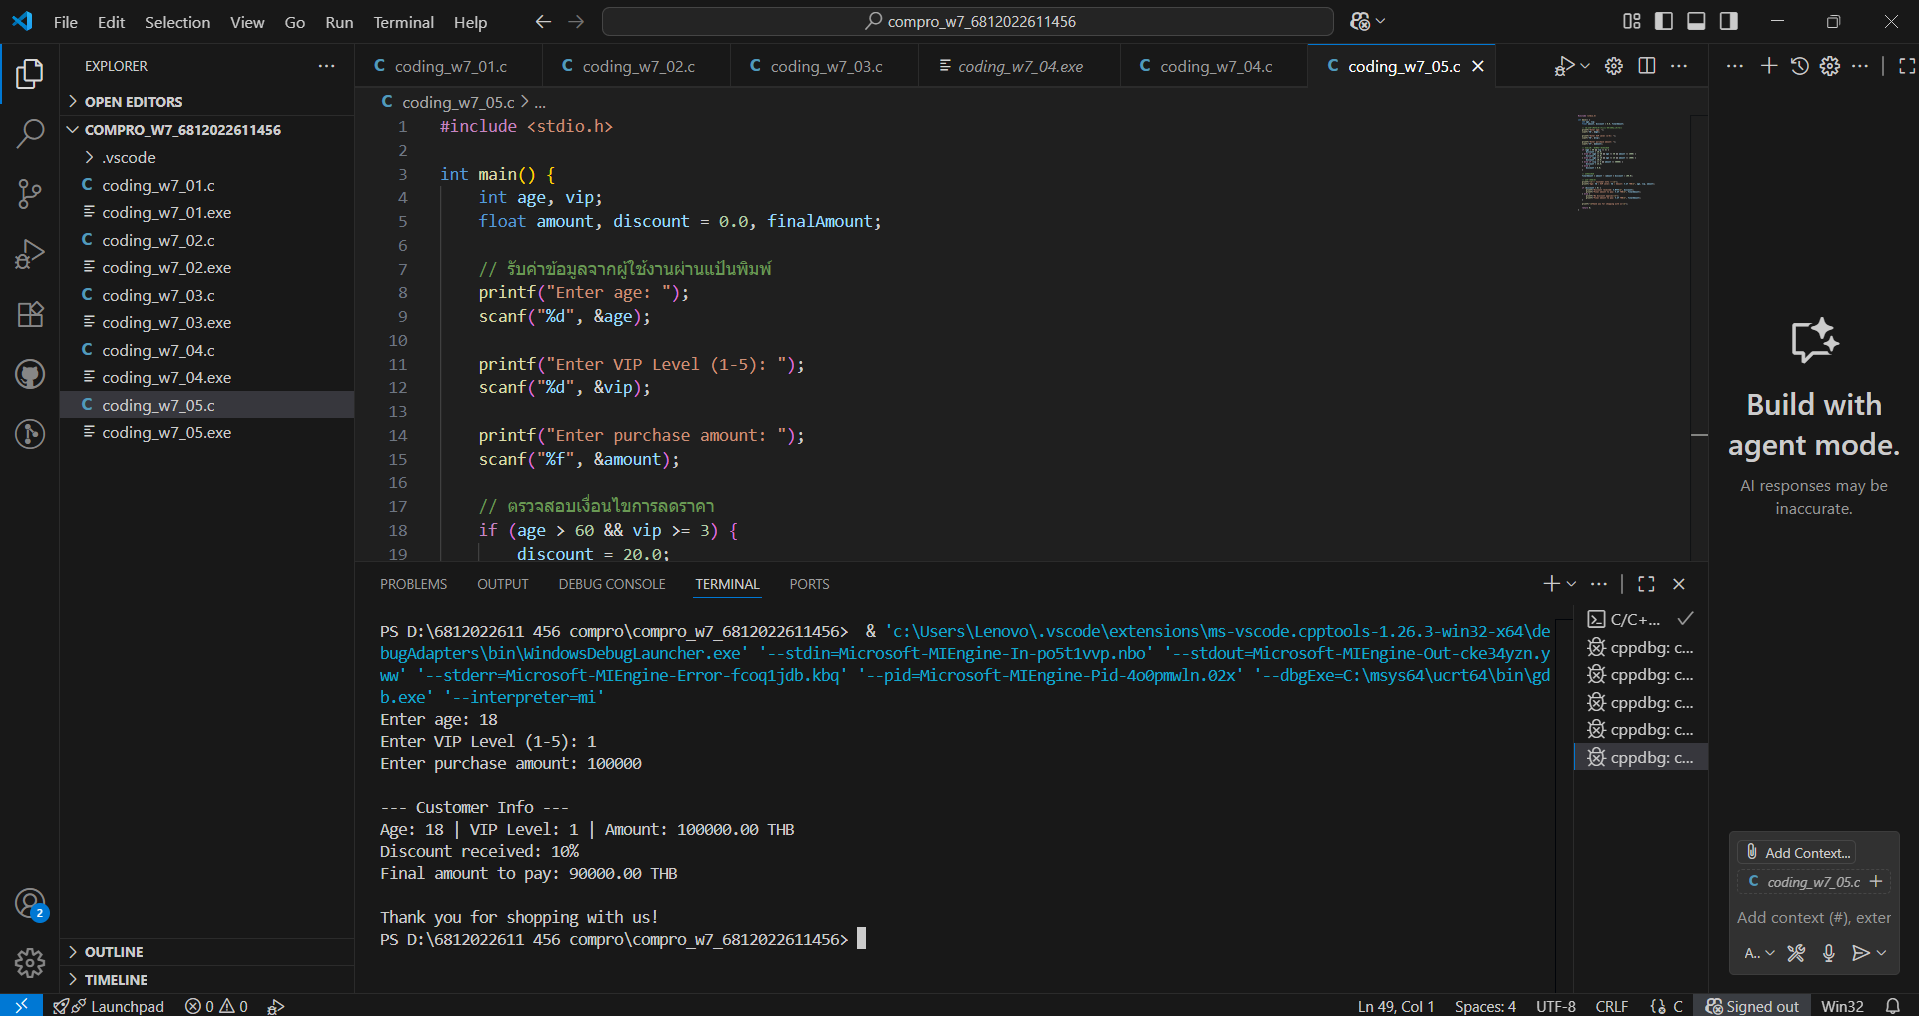 File Edit Selection View Go Run Terminal Help
compro_w7_6812022611456
EXPLORER
OPEN EDITORS
COMPRO_W7_6812022611456
.vscode
coding_w7_01.c
coding_w7_01.exe
coding_w7_02.c
coding_w7_02.exe
coding_w7_03.c
coding_w7_03.exe
coding_w7_04.c
coding_w7_04.exe
coding_w7_05.c
coding_w7_05.exe
OUTLINE
TIMELINE
coding_w7_01.c coding_w7_02.c coding_w7_03.c coding_w7_04.exe coding_w7_04.c coding_w7_05.c
coding_w7_05.c > ...
1 #include <stdio.h>
2
3 int main() {
4 int age, vip;
5 float amount, discount = 0.0, finalAmount;
6
7 // รับค่าข้อมูลจากผู้ใช้งานผ่านแป้นพิมพ์
8 printf("Enter age: ");
9 scanf("%d", &age);
10
11 printf("Enter VIP Level (1-5): ");
12 scanf("%d", &vip);
13
14 printf("Enter purchase amount: ");
15 scanf("%f", &amount);
16
17 // ตรวจสอบเงื่อนไขการลดราคา
18 if (age > 60 && vip >= 3) {
19 discount = 20.0;
PROBLEMS OUTPUT DEBUG CONSOLE TERMINAL PORTS
PS D:\6812022611 456 compro\compro_w7_6812022611456> & 'c:\Users\Lenovo\.vscode\extensions\ms-vscode.cpptools-1.26.3-win32-x64\de
bugAdapters\bin\WindowsDebugLauncher.exe' '--stdin=Microsoft-MIEngine-In-po5t1vvp.nbo' '--stdout=Microsoft-MIEngine-Out-cke34yzn.y
ww' '--stderr=Microsoft-MIEngine-Error-fcoq1jdb.kbq' '--pid=Microsoft-MIEngine-Pid-4o0pmwln.02x' '--dbgExe=C:\msys64\ucrt64\bin\gd
b.exe' '--interpreter=mi'
Enter age: 18
Enter VIP Level (1-5): 1
Enter purchase amount: 100000
--- Customer Info ---
Age: 18 | VIP Level: 1 | Amount: 100000.00 THB
Discount received: 10%
Final amount to pay: 90000.00 THB
Thank you for shopping with us!
PS D:\6812022611 456 compro\compro_w7_6812022611456>
C/C+...
cppdbg: c...
cppdbg: c...
cppdbg: c...
cppdbg: c...
cppdbg: c...
Build with
agent mode.
AI responses may be
inaccurate.
Add Context...
coding_w7_05.c +
Add context (#), exter
A..
2
Launchpad 0 0
Ln 49, Col 1 Spaces: 4 UTF-8 CRLF {} C Signed out Win32